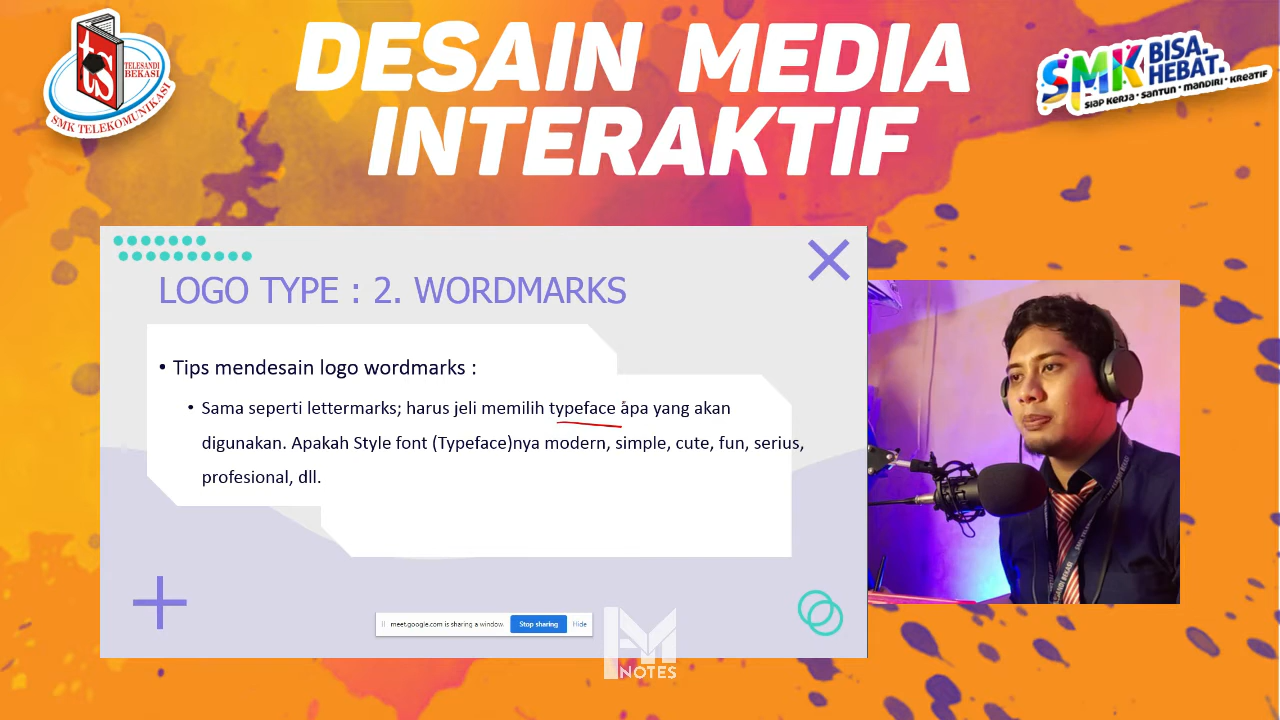 DESAIN MEDIA
INTERAKTIF
ts
TELESANDI
BEKASI
SMK TELEKOMUNIKASI
SMK BISA.
HEBAT.
SIAP KERJA • SANTUN • MANDIRI • KREATIF
LOGO TYPE : 2. WORDMARKS
• Tips mendesain logo wordmarks :
• Sama seperti lettermarks; harus jeli memilih typeface apa yang akan
digunakan. Apakah Style font (Typeface)nya modern, simple, cute, fun, serius,
profesional, dll.
meet.google.com is sharing a window.
Stop sharing
Hide
NOTES